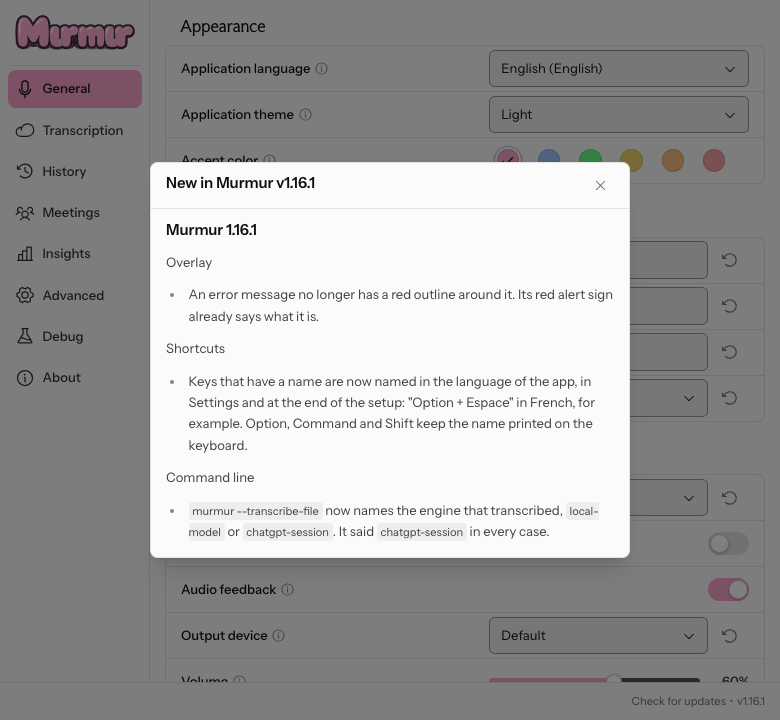 Murmur
General
Transcription
History
Meetings
Insights
Advanced
Debug
About
Appearance
Application language
English (English)
Application theme
Light
Accent color
New in Murmur v1.16.1
Murmur 1.16.1
Overlay
• An error message no longer has a red outline around it. Its red alert sign
already says what it is.
Shortcuts
• Keys that have a name are now named in the language of the app, in
Settings and at the end of the setup: "Option + Espace" in French, for
example. Option, Command and Shift keep the name printed on the
keyboard.
Command line
• murmur --transcribe-file now names the engine that transcribed, local-
model or chatgpt-session. It said chatgpt-session in every case.
Audio feedback
Output device
Default
Volume
60%
Check for updates • v1.16.1